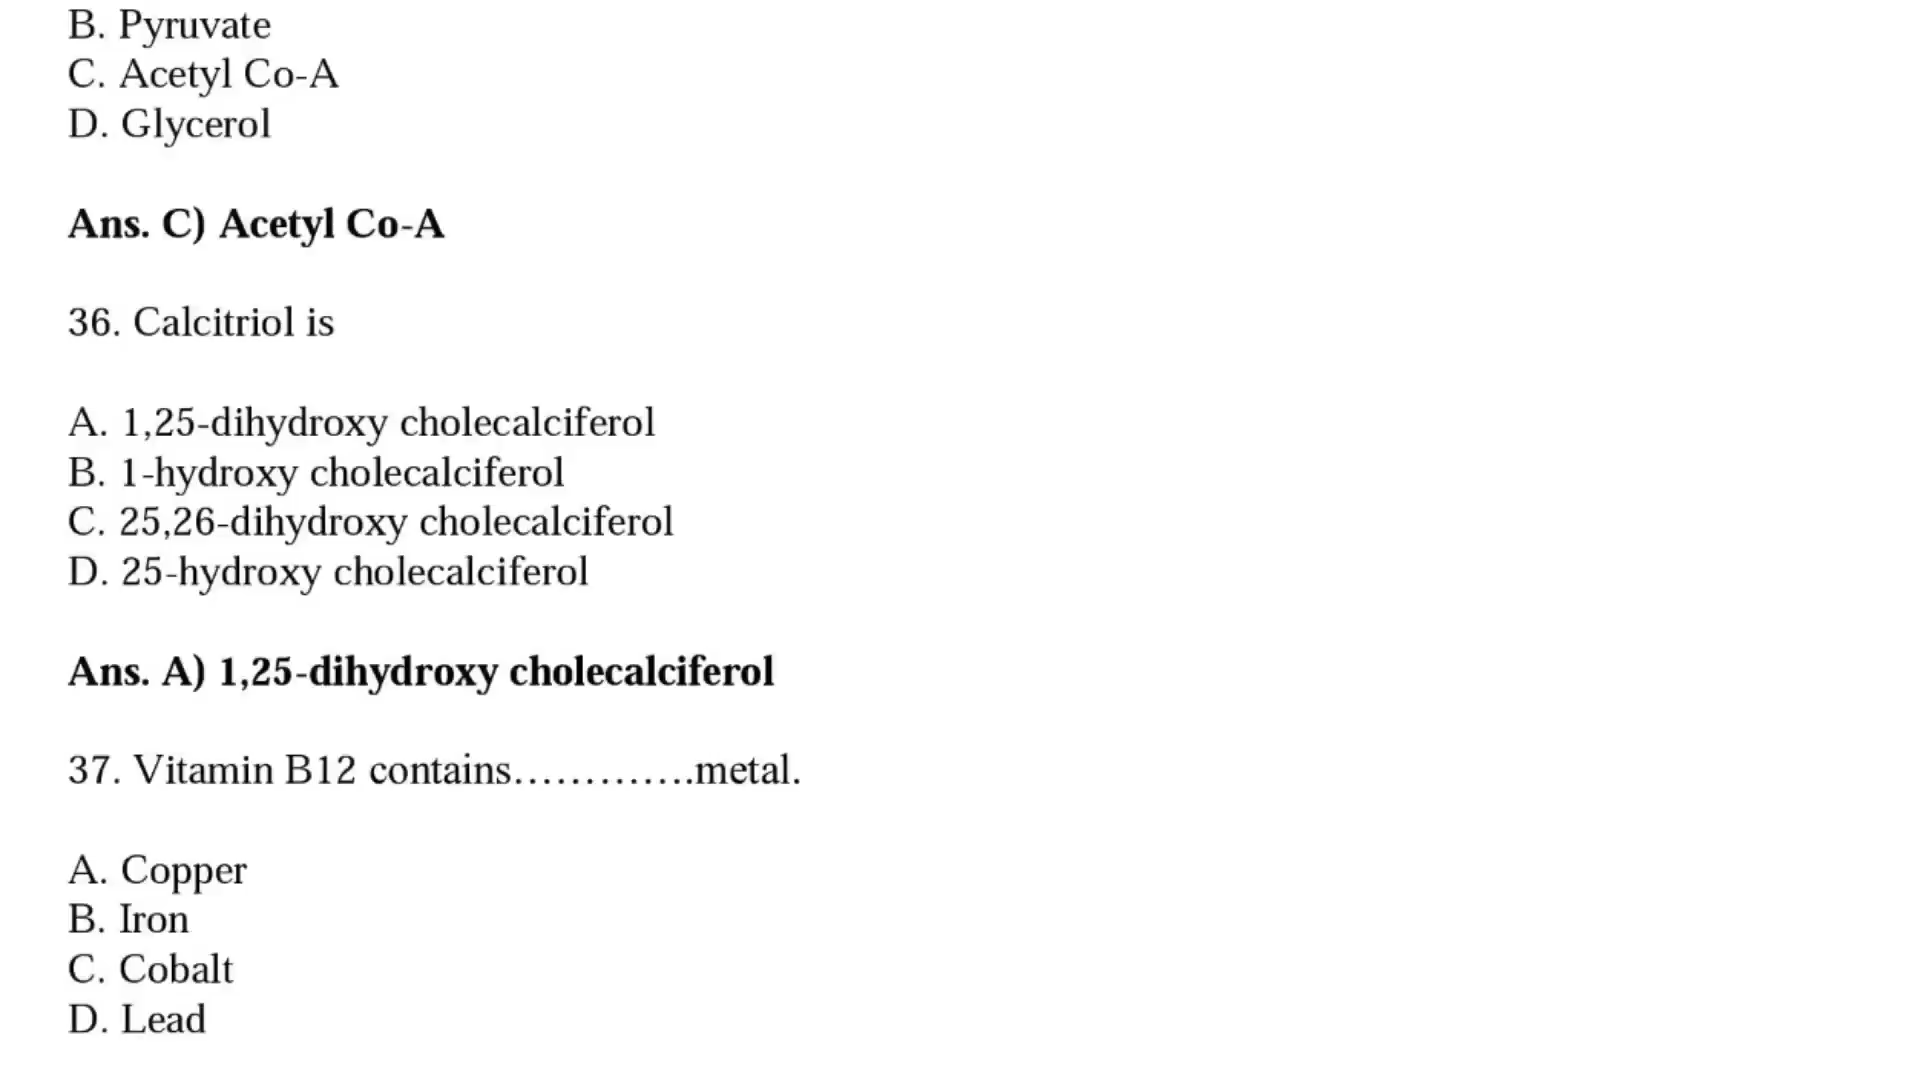 B. Pyruvate
C. Acetyl Co-A
D. Glycerol
Ans. C) Acetyl Co-A
36. Calcitriol is
A. 1,25-dihydroxy cholecalciferol
B. 1-hydroxy cholecalciferol
C. 25,26-dihydroxy cholecalciferol
D. 25-hydroxy cholecalciferol
Ans. A) 1,25-dihydroxy cholecalciferol
37. Vitamin B12 contains………….metal.
A. Copper
B. Iron
C. Cobalt
D. Lead